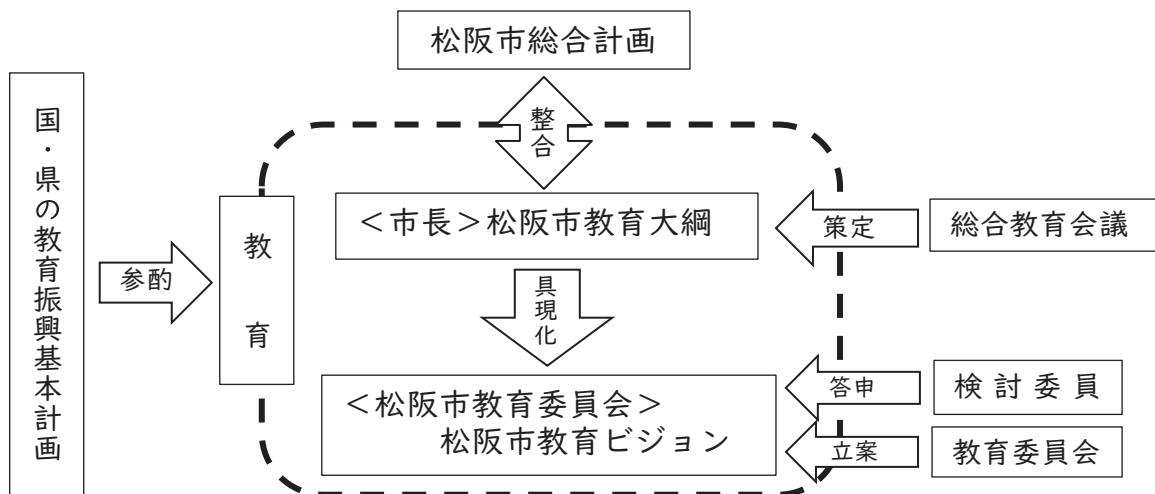 松阪市総合計画
国・県の教育振興基本計画
整合
教育
<市長>松阪市教育大綱
策定
総合教育会議
参酌
具現化
<松阪市教育委員会>
松阪市教育ビジョン
答申
検討委員
立案
教育委員会